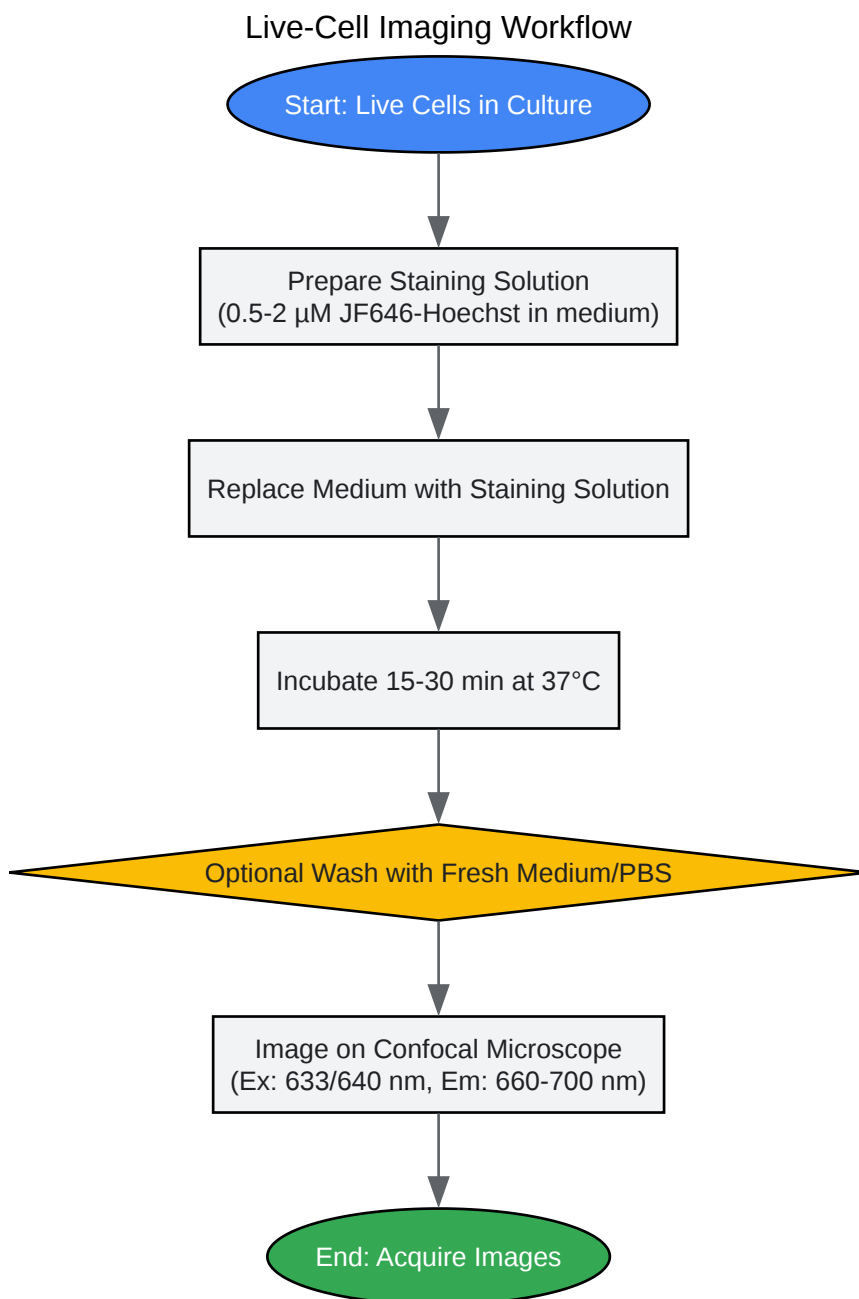 Live-Cell Imaging Workflow
Start: Live Cells in Culture
Prepare Staining Solution
(0.5-2 µM JF646-Hoechst in medium)
Replace Medium with Staining Solution
Incubate 15-30 min at 37°C
Optional Wash with Fresh Medium/PBS
Image on Confocal Microscope
(Ex: 633/640 nm, Em: 660-700 nm)
End: Acquire Images